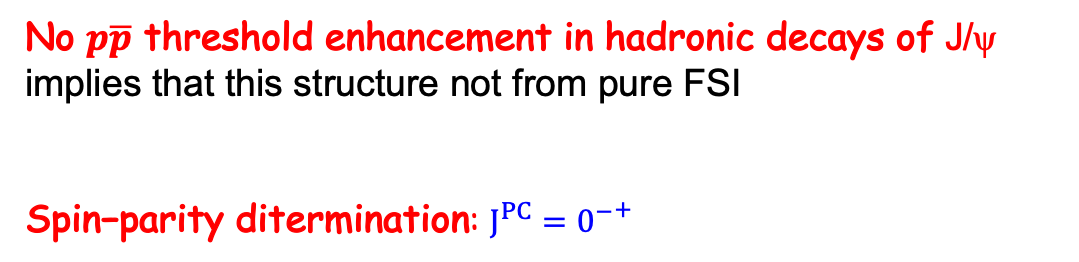 No pp̅ threshold enhancement in hadronic decays of J/ψ
implies that this structure not from pure FSI
Spin-parity ditermination: J^PC = 0^-+